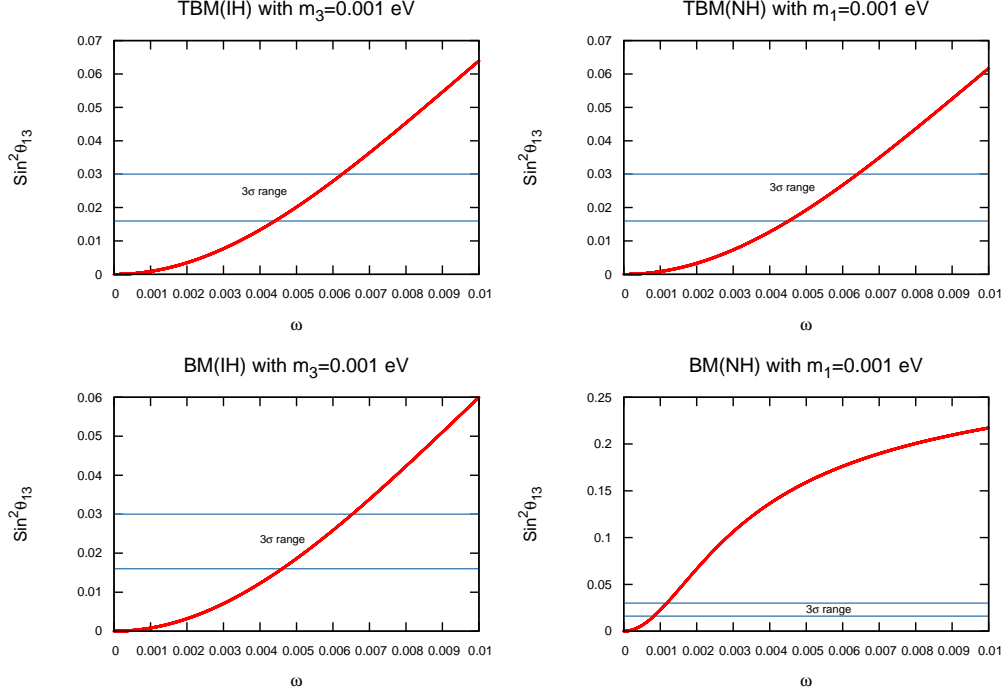 TBM(IH) with m₃=0.001 eV
Sin²θ₁₃
0.07
0.06
0.05
0.04
0.03
0.02
0.01
0
3σ range
0 0.001 0.002 0.003 0.004 0.005 0.006 0.007 0.008 0.009 0.01
ω
TBM(NH) with m₁=0.001 eV
Sin²θ₁₃
0.07
0.06
0.05
0.04
0.03
0.02
0.01
0
3σ range
0 0.001 0.002 0.003 0.004 0.005 0.006 0.007 0.008 0.009 0.01
ω
BM(IH) with m₃=0.001 eV
Sin²θ₁₃
0.06
0.05
0.04
0.03
0.02
0.01
0
3σ range
0 0.001 0.002 0.003 0.004 0.005 0.006 0.007 0.008 0.009 0.01
ω
BM(NH) with m₁=0.001 eV
Sin²θ₁₃
0.25
0.2
0.15
0.1
0.05
0
3σ range
0 0.001 0.002 0.003 0.004 0.005 0.006 0.007 0.008 0.009 0.01
ω